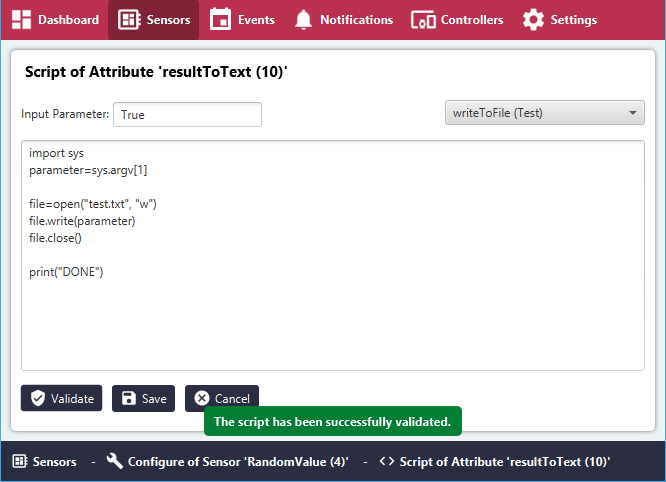 Dashboard Sensors Events Notifications Controllers Settings
Script of Attribute 'resultToText (10)'
Input Parameter: True writeToFile (Test)
import sys
parameter=sys.argv[1]
file=open("test.txt", "w")
file.write(parameter)
file.close()
print("DONE")
Validate Save Cancel
The script has been successfully validated.
Sensors - Configure of Sensor 'RandomValue (4)' - Script of Attribute 'resultToText (10)'